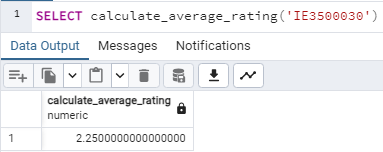 1 SELECT calculate_average_rating('IE3500030')
Data Output Messages Notifications
calculate_average_rating
numeric
1 2.2500000000000000